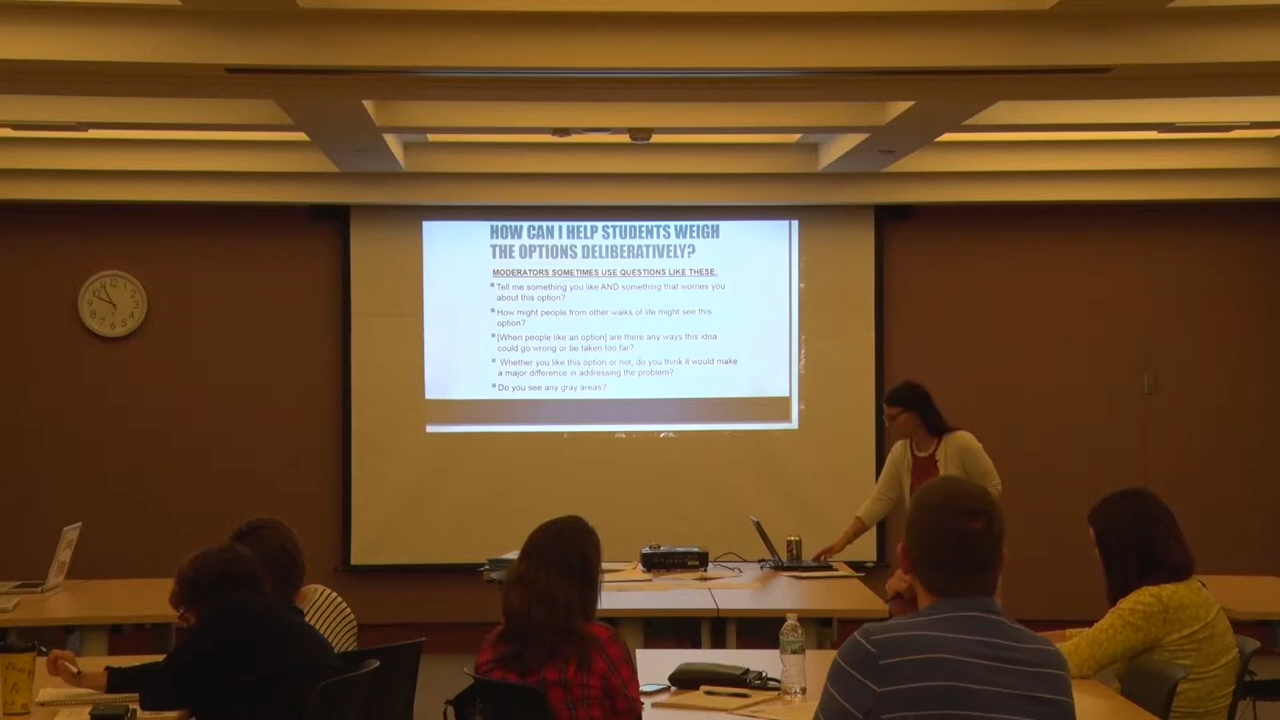 HOW CAN I HELP STUDENTS WEIGH
THE OPTIONS DELIBERATIVELY?
MODERATORS SOMETIMES USE QUESTIONS LIKE THESE:
Tell me something you like AND something that worries you
about this option?
How might people from other walks of life might see this
option?
[When people like an option] are there any ways this idea
could go wrong or be taken too far?
Whether you like this option or not, do you think it would make
a major difference in addressing the problem?
Do you see any gray areas?